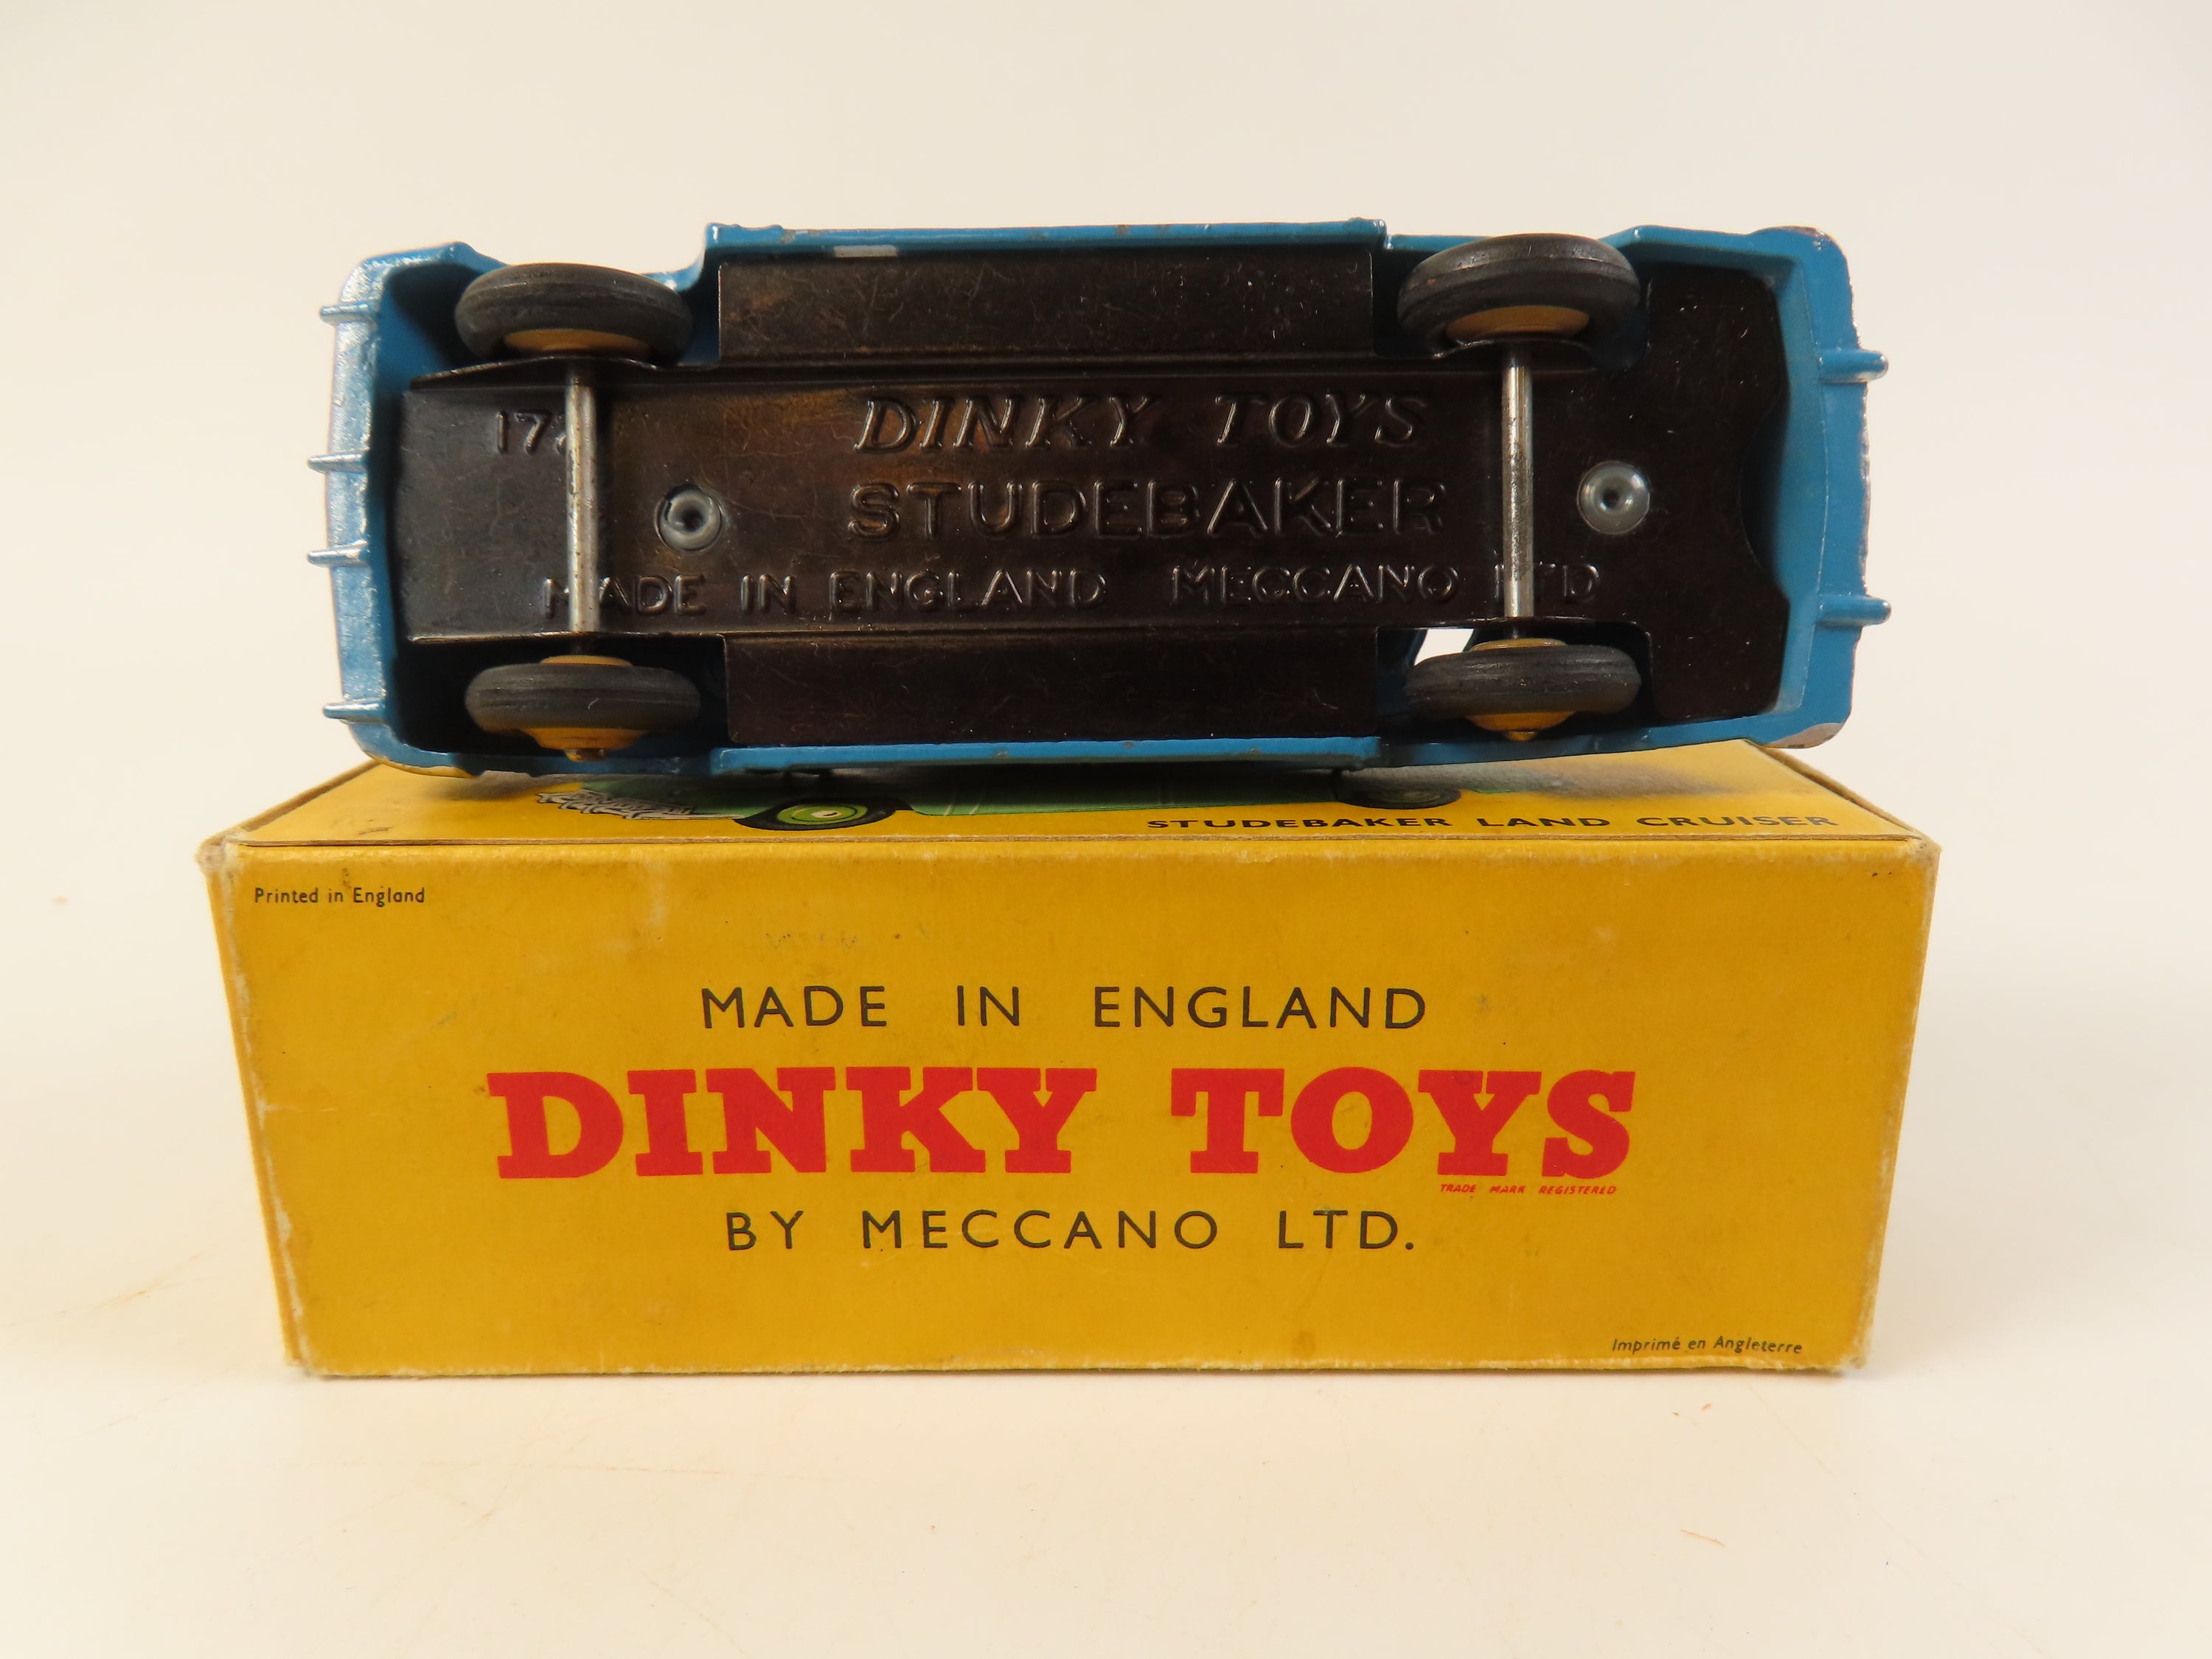 DINKY TOYS
STUDEBAKER
MADE IN ENGLAND MECCANO LTD
STUDEBAKER LAND CRUISER
Printed in England
MADE IN ENGLAND
DINKY TOYS
TRADE MARK REGISTERED
BY MECCANO LTD.
Imprimé en Angleterre